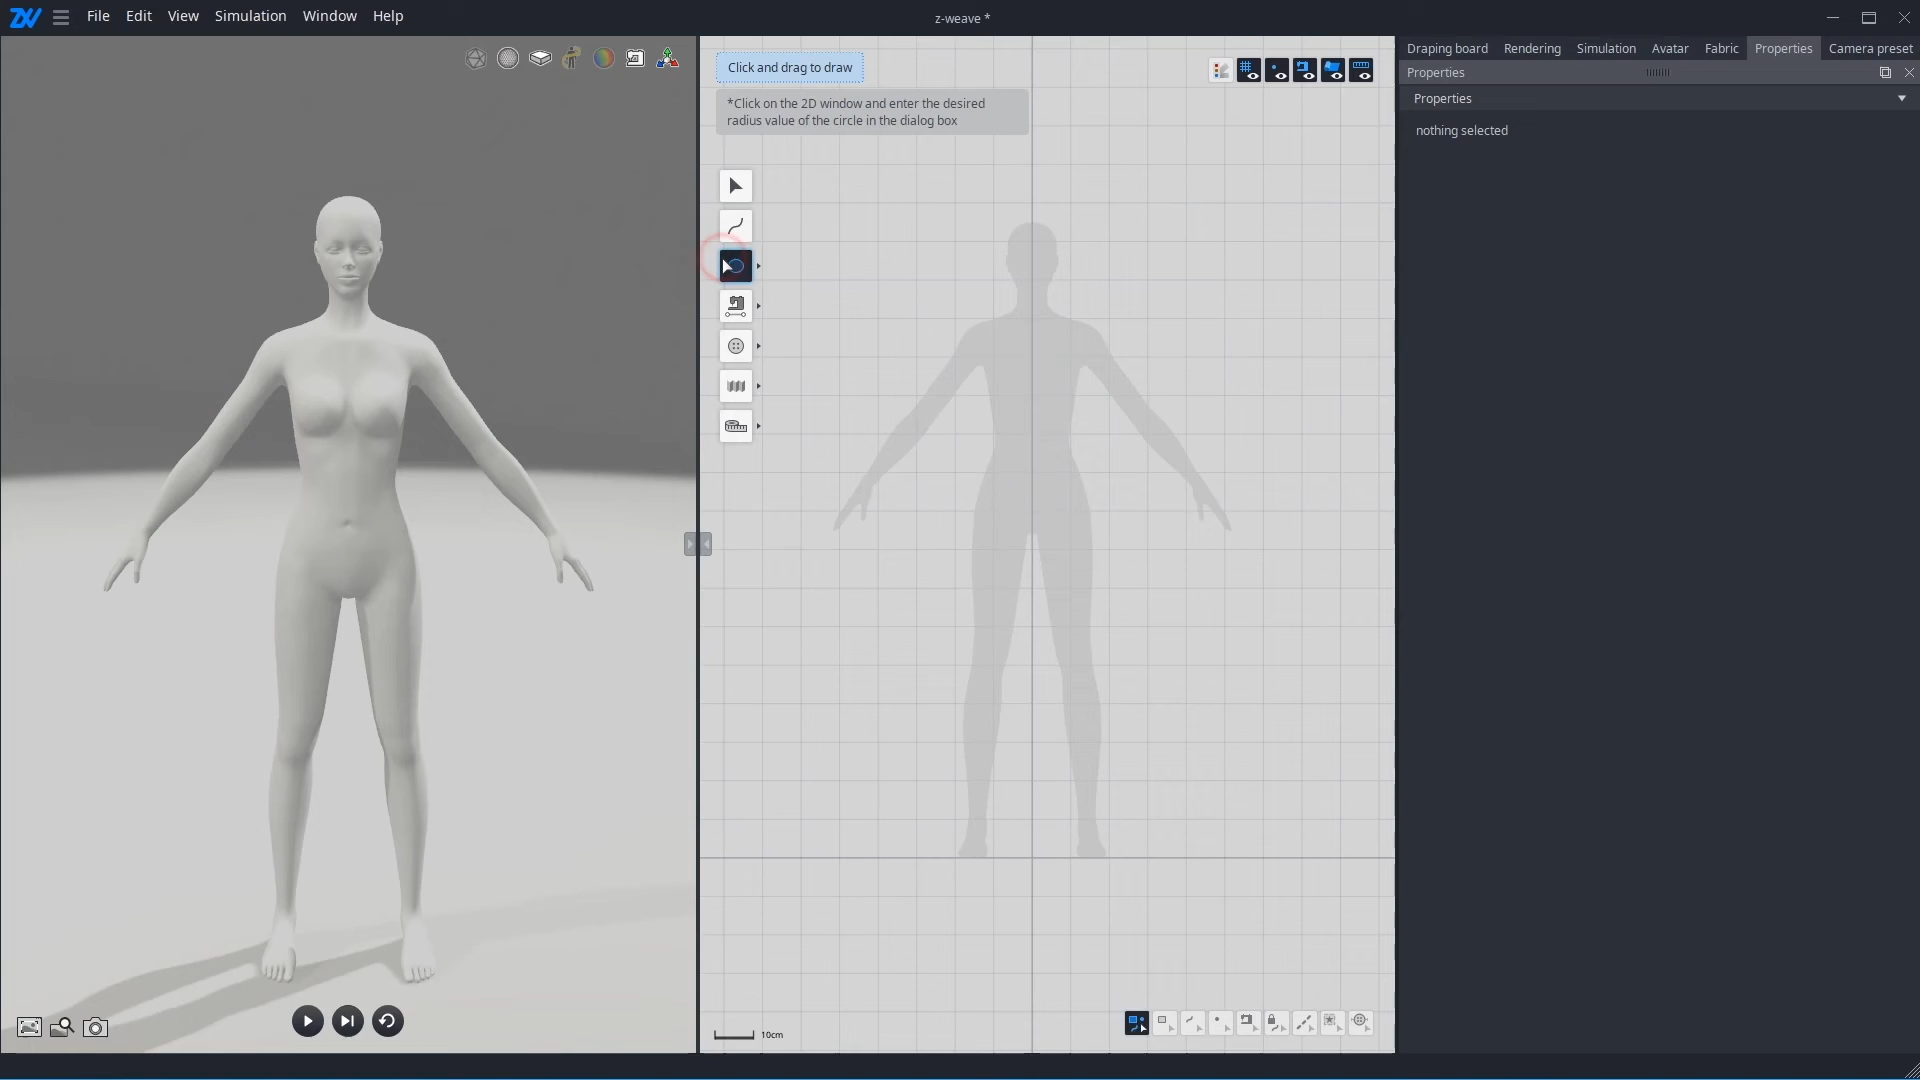 ZW
File Edit View Simulation Window Help
z-weave *
Click and drag to draw
*Click on the 2D window and enter the desired
radius value of the circle in the dialog box
10cm
Draping board Rendering Simulation Avatar Fabric Properties Camera preset
Properties
Properties
nothing selected